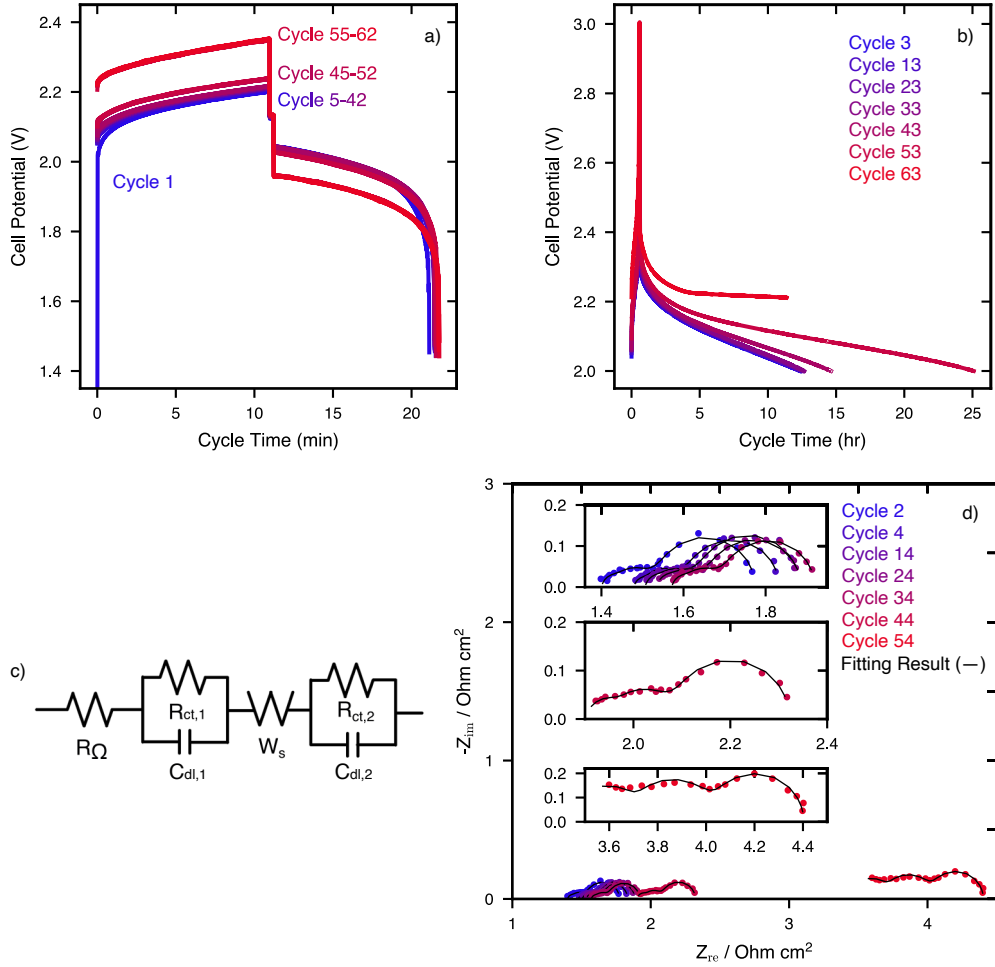 a)
Cycle 55-62
Cycle 45-52
Cycle 5-42
Cycle 1
2.4
2.2
2.0
1.8
1.6
1.4
Cell Potential (V)
0
5
10
15
20
Cycle Time (min)
b)
Cycle 3
Cycle 13
Cycle 23
Cycle 33
Cycle 43
Cycle 53
Cycle 63
3.0
2.8
2.6
2.4
2.2
2.0
Cell Potential (V)
0
5
10
15
20
25
Cycle Time (hr)
c)
RΩ
Rct,1
Cdl,1
Ws
Rct,2
Cdl,2
d)
Cycle 2
Cycle 4
Cycle 14
Cycle 24
Cycle 34
Cycle 44
Cycle 54
Fitting Result (—)
3
2
1
0
-Zim / Ohm cm2
0.2
0.1
0.0
1.4
1.6
1.8
0.2
0.1
0.0
2.0
2.2
2.4
0.2
0.1
0.0
3.6
3.8
4.0
4.2
4.4
1
2
3
4
Zre / Ohm cm2